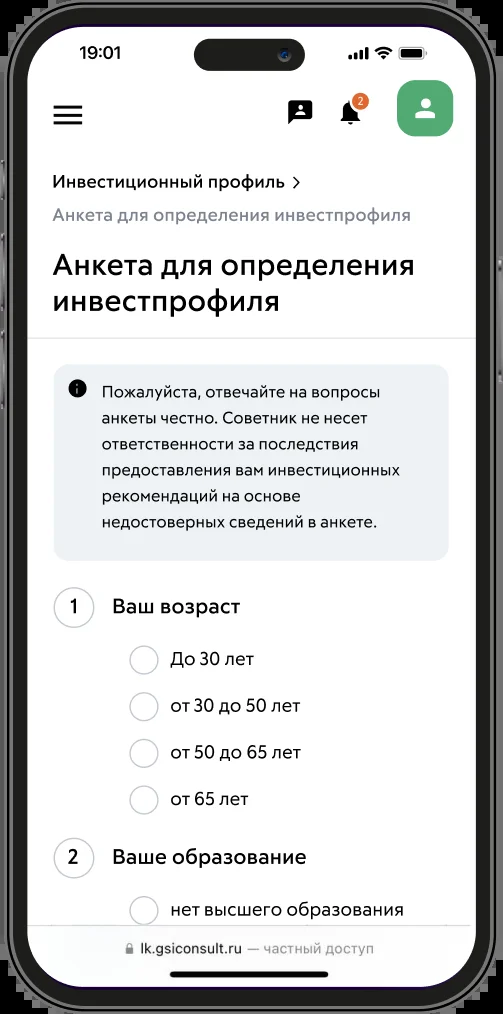 19:01
2
Инвестиционный профиль >
Анкета для определения инвестпрофиля
Анкета для определения
инвестпрофиля
Пожалуйста, отвечайте на вопросы
анкеты честно. Советник не несет
ответственности за последствия
предоставления вам инвестиционных
рекомендаций на основе
недостоверных сведений в анкете.
1 Ваш возраст
До 30 лет
от 30 до 50 лет
от 50 до 65 лет
от 65 лет
2 Ваше образование
нет высшего образования
lk.gsiconsult.ru — частный доступ